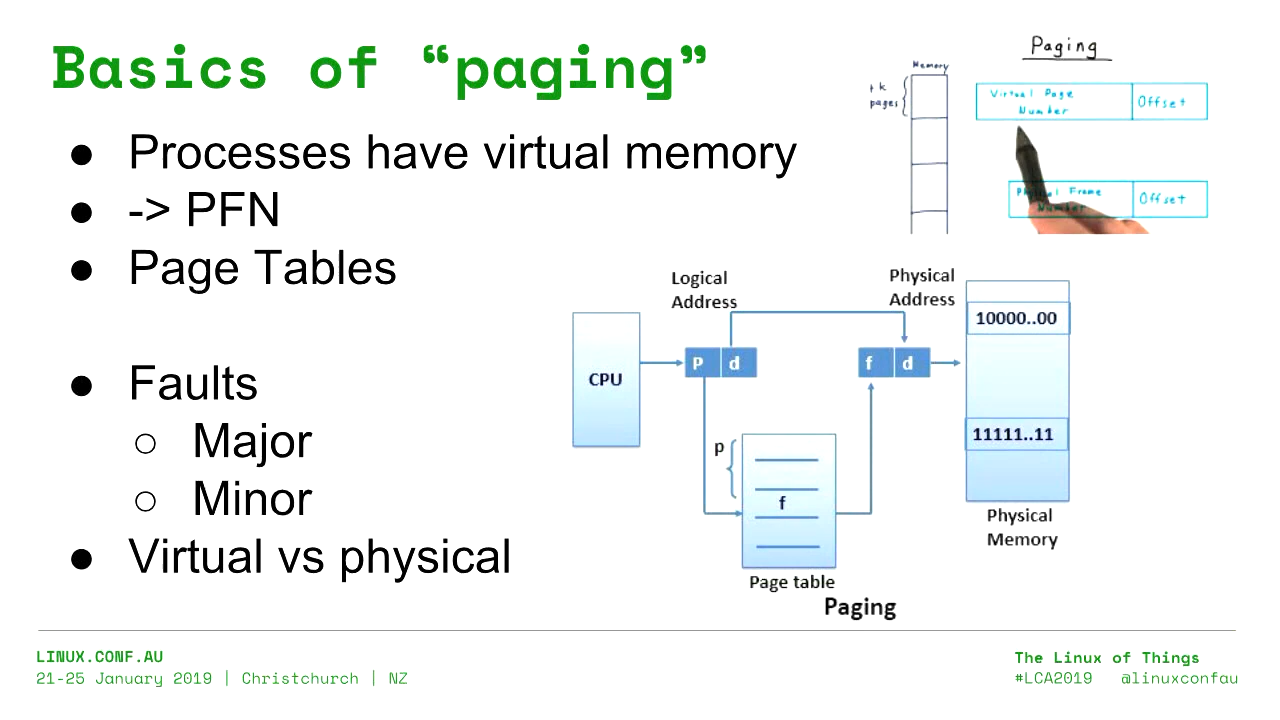 Basics of “paging”
● Processes have virtual memory
● -> PFN
● Page Tables
● Faults
○ Major
○ Minor
● Virtual vs physical
Paging
Memory
pages
Virtual Page
Number
Offset
Frame
Number
Offset
Logical
Address
Physical
Address
CPU
P d
f d
10000..00
11111..11
p
f
Page table
Physical
Memory
Paging
LINUX.CONF.AU
21-25 January 2019 | Christchurch | NZ
The Linux of Things
#LCA2019 @linuxconfau